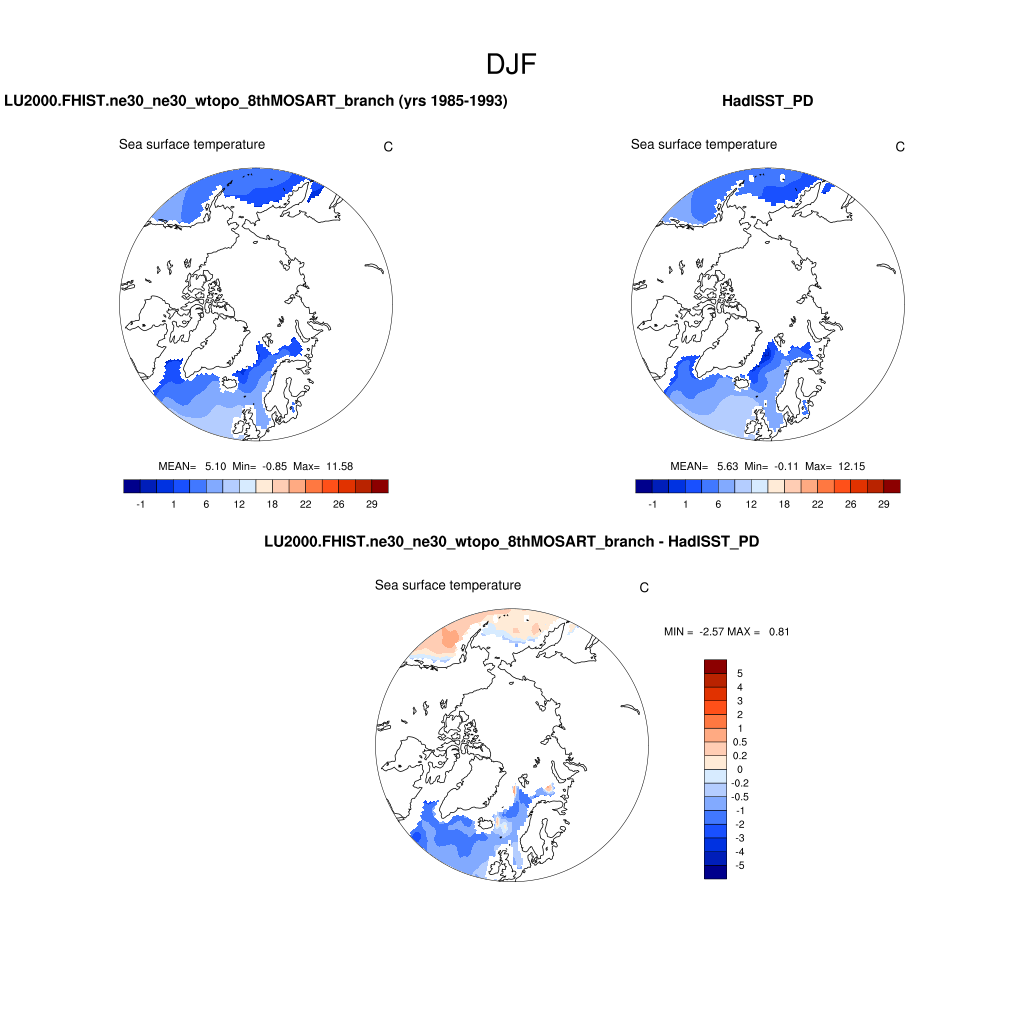 DJF
LU2000.FHIST.ne30_ne30_wtopo_8thMOSART_branch (yrs 1985-1993)
HadISST_PD
Sea surface temperature C
Sea surface temperature C
MEAN= 5.10 Min= -0.85 Max= 11.58
MEAN= 5.63 Min= -0.11 Max= 12.15
-1 1 6 12 18 22 26 29
-1 1 6 12 18 22 26 29
LU2000.FHIST.ne30_ne30_wtopo_8thMOSART_branch - HadISST_PD
Sea surface temperature C
MIN = -2.57 MAX = 0.81
5
4
3
2
1
0.5
0.2
0
-0.2
-0.5
-1
-2
-3
-4
-5